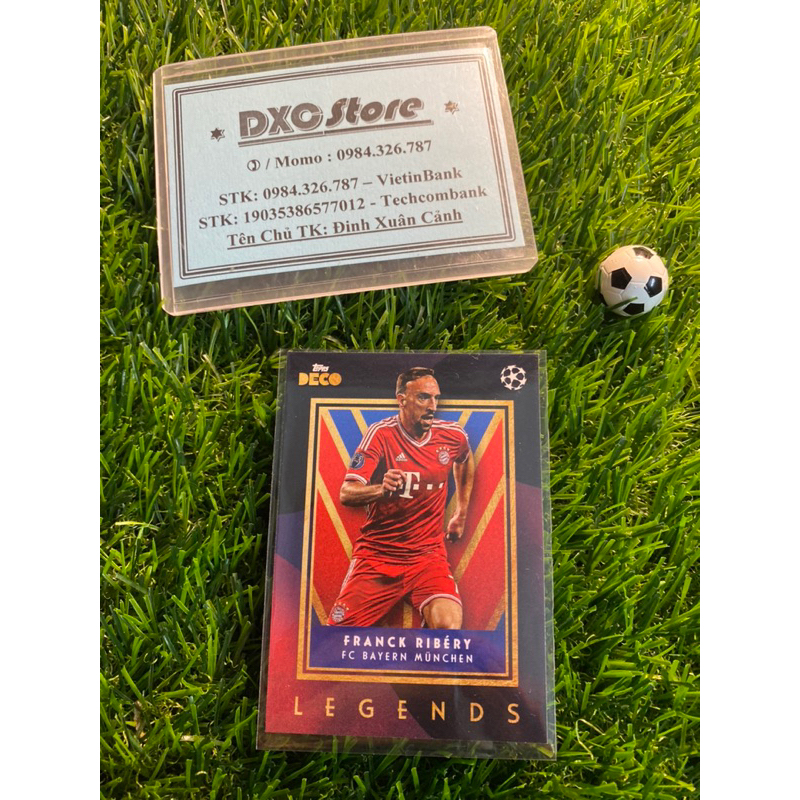 DXC Store
/ Momo : 0984.326.787
STK: 0984.326.787 – VietinBank
STK: 19035386577012 - Techcombank
Tên Chủ TK: Đinh Xuân Cảnh
Topps
DECO
T
FRANCK RIBÉRY
FC BAYERN MÜNCHEN
LEGENDS